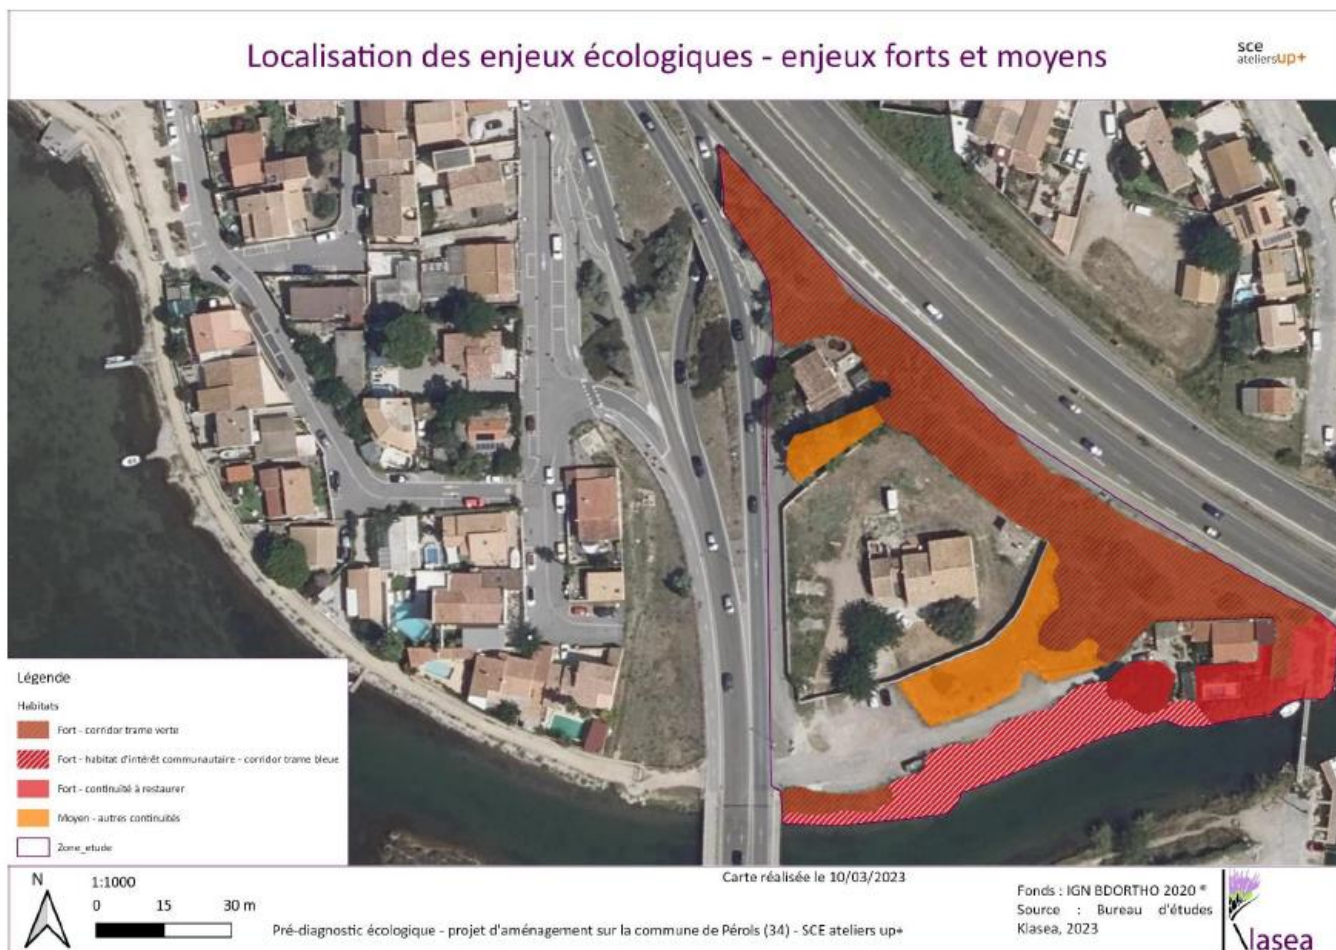 Localisation des enjeux écologiques - enjeux forts et moyens
sce
ateliersup+
Légende
Habitats
Fort - corridor trame verte
Fort - habitat d'intérêt communautaire - corridor trame bleue
Fort - continuité à restaurer
Moyen - autres continuités
Zone_etude
N
1:1000
0 15 30 m
Carte réalisée le 10/03/2023
Pré-diagnostic écologique - projet d'aménagement sur la commune de Pérols (34) - SCE ateliers up+
Fonds : IGN BDORTHO 2020 ®
Source : Bureau d'études
Klasea, 2023
Klasea